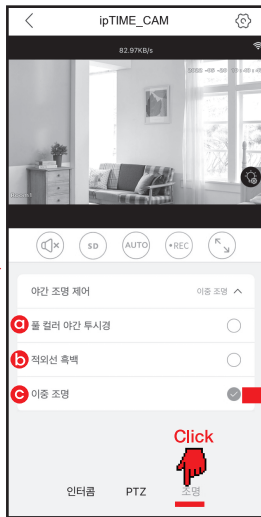 ipTIME_CAM
82.97KB/s
SD
AUTO
•REC
야간 조명 제어
이중 조명
a 풀 컬러 야간 투시경
b 적외선 흑백
c 이중 조명
Click
인터콤
PTZ
조명